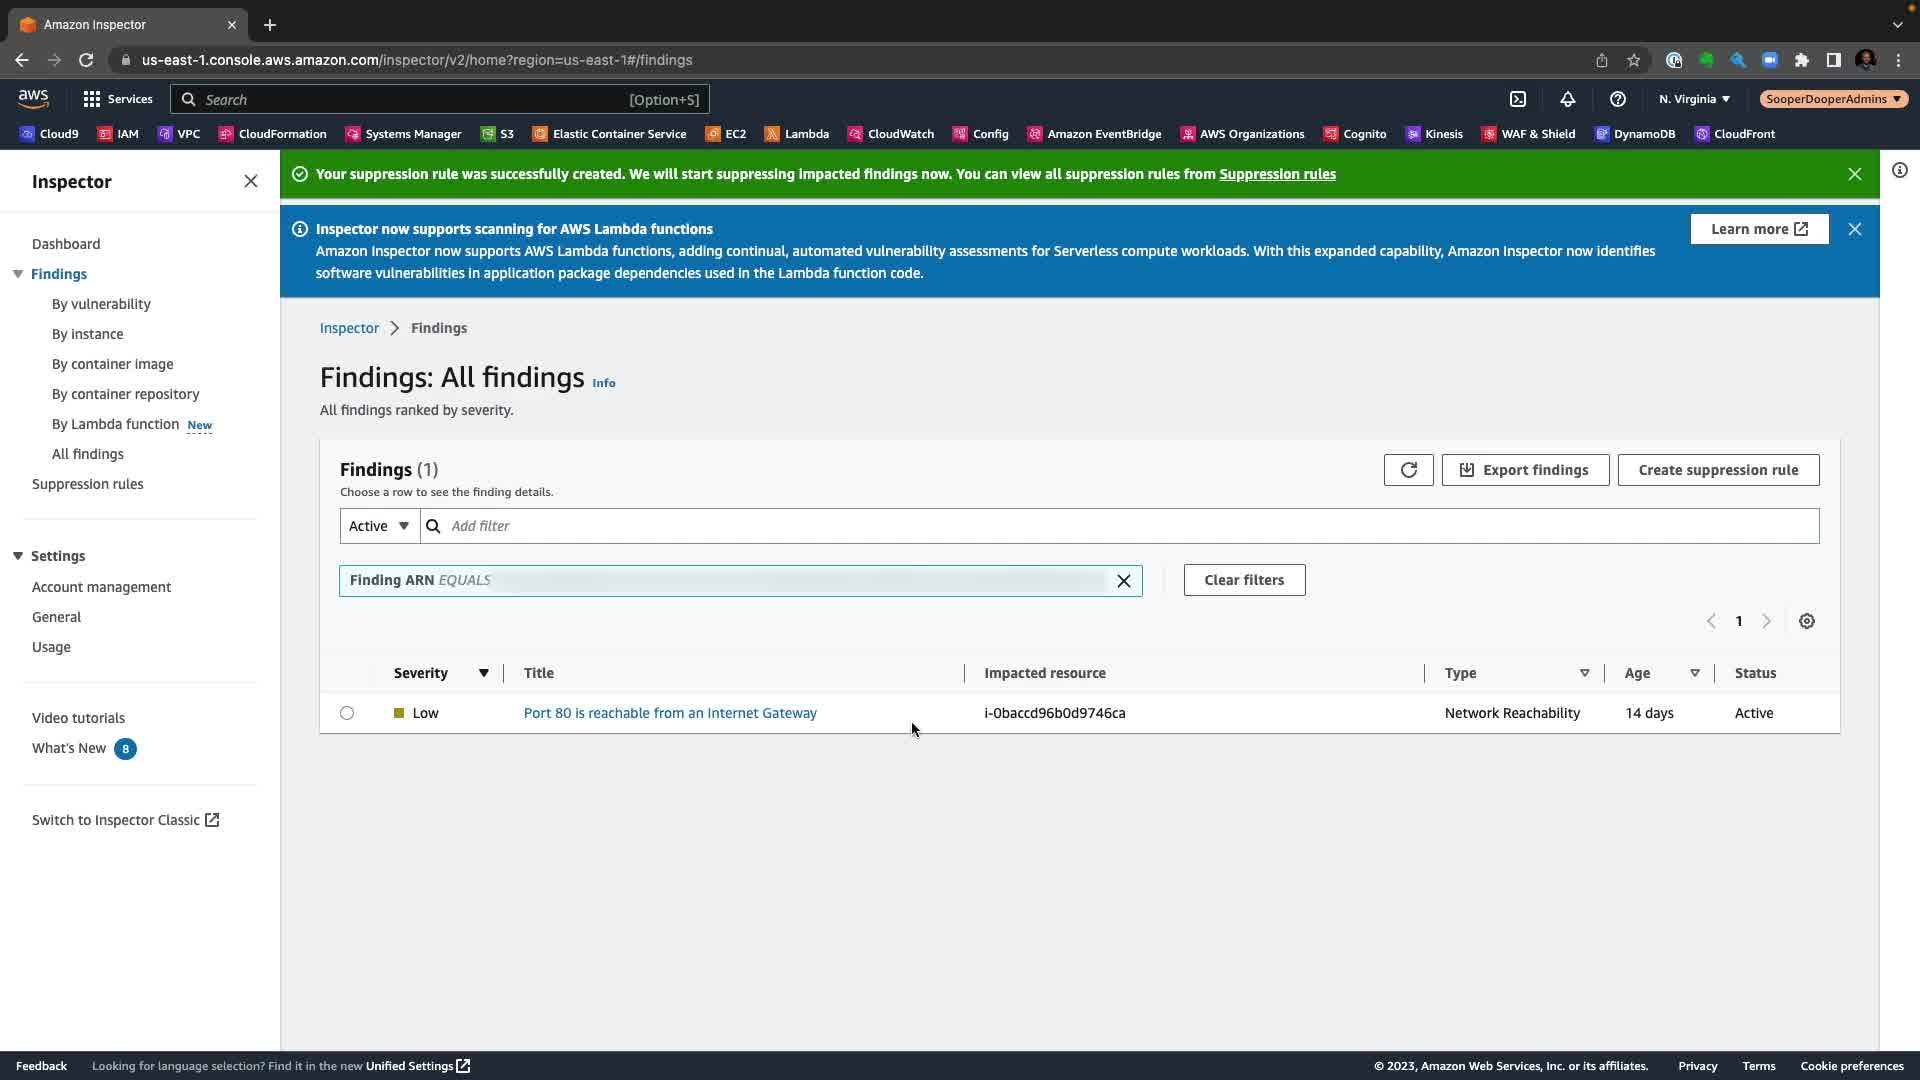 Amazon Inspector
us-east-1.console.aws.amazon.com/inspector/v2/home?region=us-east-1#/findings
aws
Services
Search
[Option+S]
N. Virginia
SooperDooperAdmins
Cloud9
IAM
VPC
CloudFormation
Systems Manager
S3
Elastic Container Service
EC2
Lambda
CloudWatch
Config
Amazon EventBridge
AWS Organizations
Cognito
Kinesis
WAF & Shield
DynamoDB
CloudFront
Inspector
Dashboard
Findings
By vulnerability
By instance
By container image
By container repository
By Lambda function New
All findings
Suppression rules
Settings
Account management
General
Usage
Video tutorials
What's New 8
Switch to Inspector Classic
Your suppression rule was successfully created. We will start suppressing impacted findings now. You can view all suppression rules from Suppression rules
Inspector now supports scanning for AWS Lambda functions
Amazon Inspector now supports AWS Lambda functions, adding continual, automated vulnerability assessments for Serverless compute workloads. With this expanded capability, Amazon Inspector now identifies
software vulnerabilities in application package dependencies used in the Lambda function code.
Learn more
Inspector
Findings
Findings: All findings Info
All findings ranked by severity.
Findings (1)
Choose a row to see the finding details.
Export findings
Create suppression rule
Active
Add filter
Finding ARN EQUALS
Clear filters
1
Severity
Title
Impacted resource
Type
Age
Status
Low
Port 80 is reachable from an Internet Gateway
i-0baccd96b0d9746ca
Network Reachability
14 days
Active
Feedback
Looking for language selection? Find it in the new Unified Settings
© 2023, Amazon Web Services, Inc. or its affiliates.
Privacy
Terms
Cookie preferences